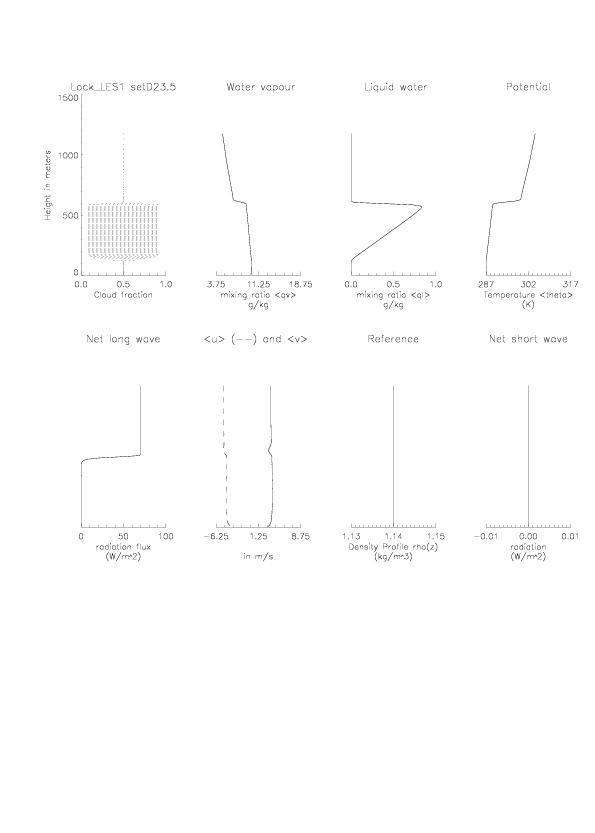 Lock_LES1 setD23.5
Water vapour
Liquid water
Potential
1500
1000
500
0
Height in meters
0.0 0.5 1.0
Cloud fraction
3.75 11.25 18.75
mixing ratio <qv>
g/kg
0.0 0.5 1.0
mixing ratio <ql>
g/kg
287 302 317
Temperature <theta>
(K)
Net long wave
<u> (--) and <v>
Reference
Net short wave
0 50 100
radiation flux
(W/m^2)
-6.25 1.25 8.75
in m/s
1.13 1.14 1.15
Density Profile rho(z)
(kg/m^3)
-0.01 0.00 0.01
radiation
(W/m^2)